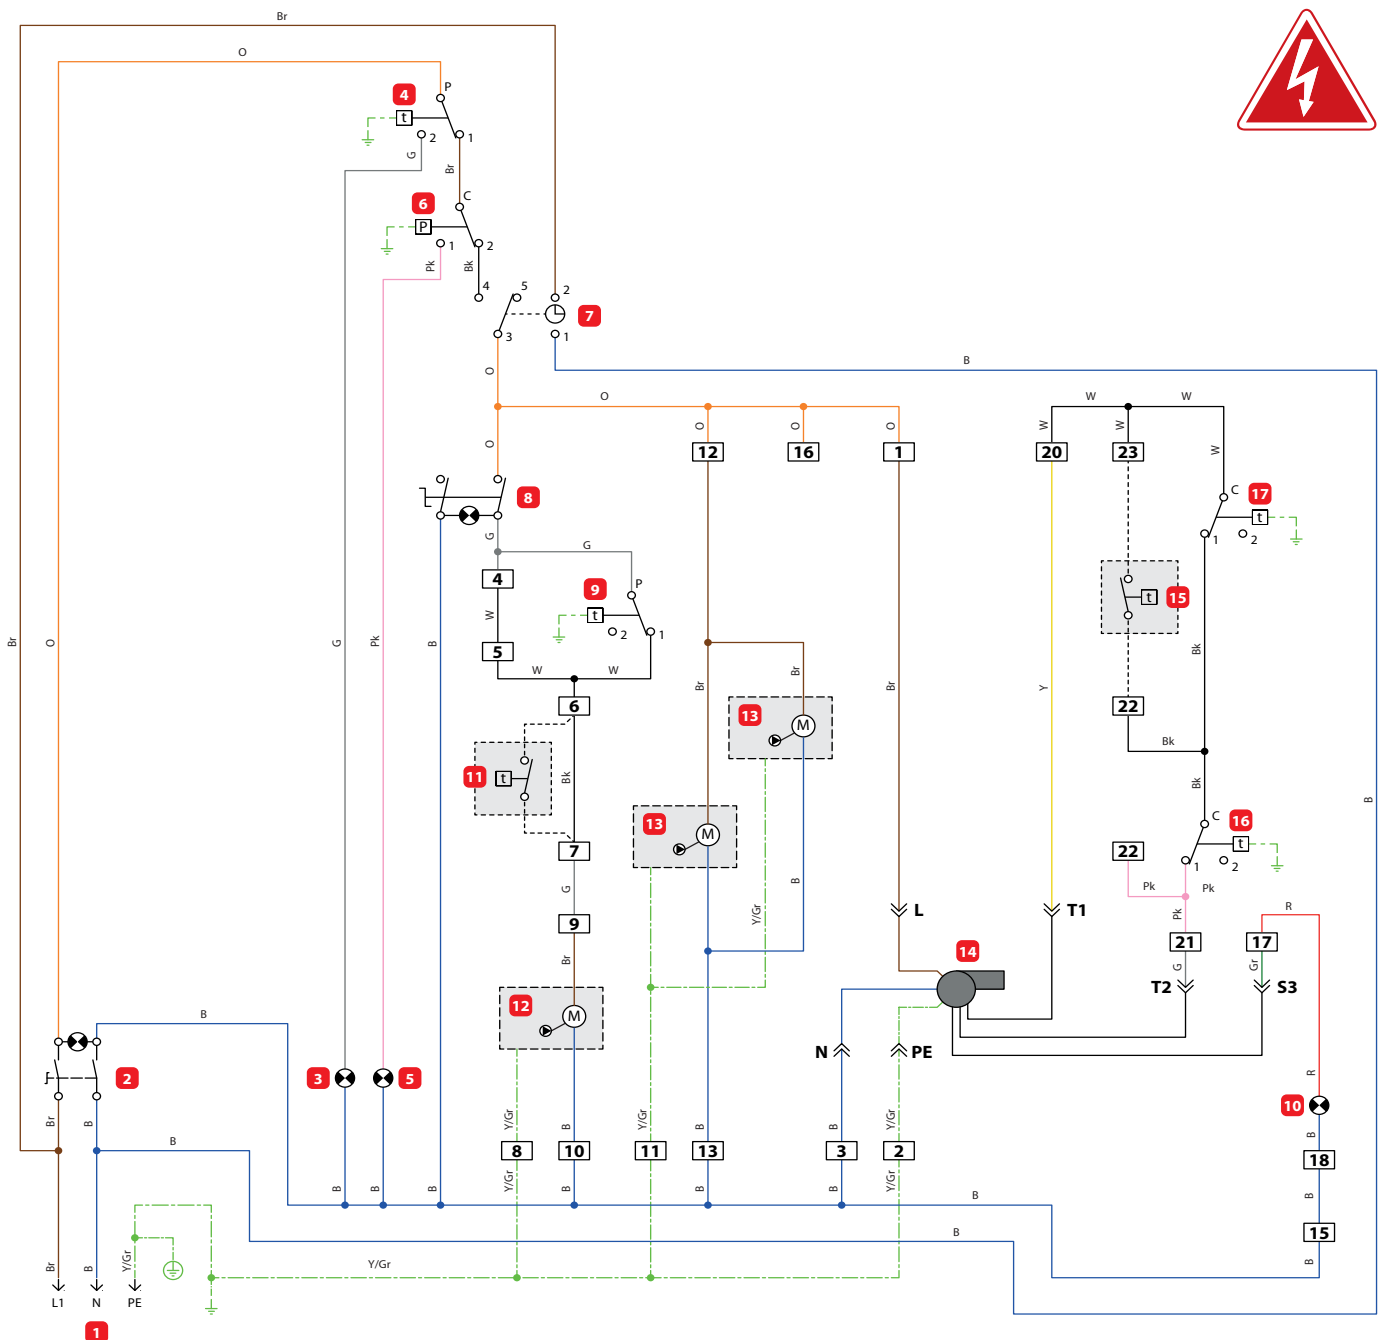 Br
O
P
4
t
2 1
G
Br
C
6
P
1 2
Pk
Bk
4 5 2
7
3 1
B
O
O
W W
O O O O W W W
12 16 1 20 23
C
17
t
8
1 2
G
G
4
P
9
t
15
t
W
2 1
5
Br O G Pk B
W W
Bk
Br Br Br Y
6
22
13
M
Bk
11
t
Bk
Bk
B
C
16
t
13
M
7
22
1 2
G
B
Pk Pk
Y/Gr
L T1
Pk
R
9
21 17
14
Br
G Gr
T2 S3
12
M
B
N PE
2
3 5
R
10
Br B
Y/Gr B Y/Gr B B Y/Gr
B
B
8 10 11 13 3 2
18
B B B Y/Gr B B Y/Gr
B
B
15
B
Y/Gr
Y/Gr
Br B
B
L1 N PE
1